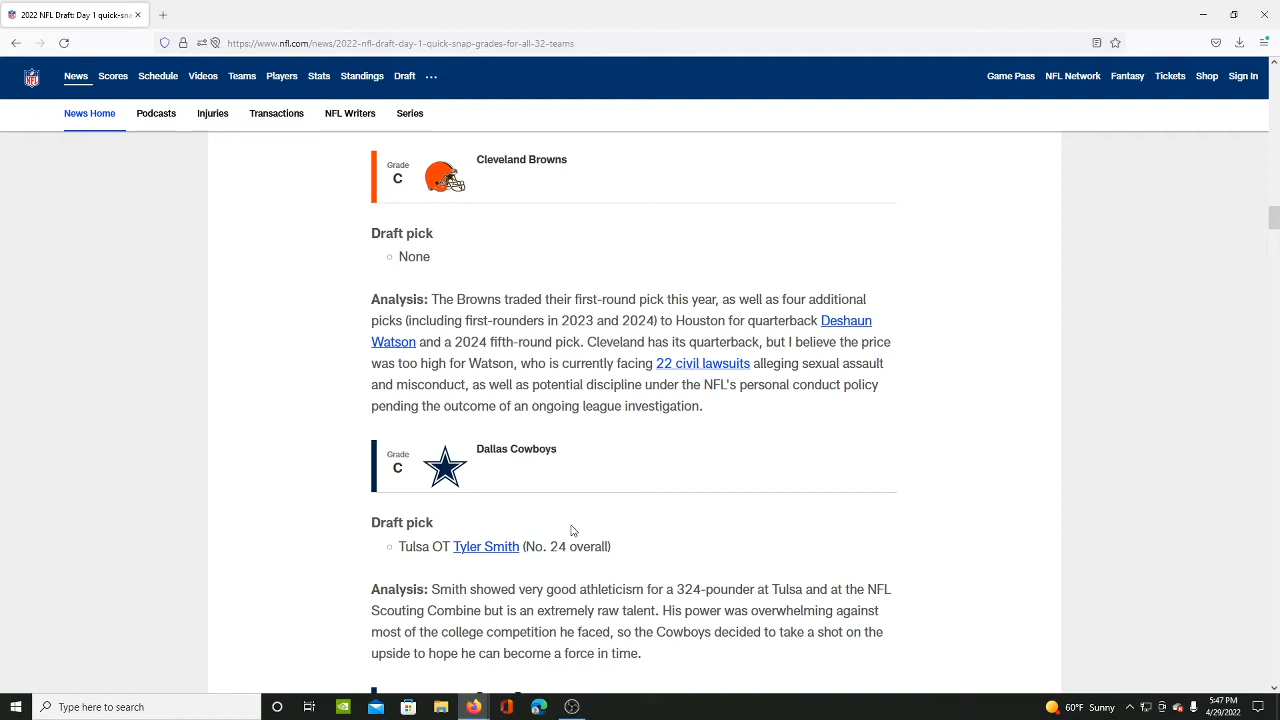 2022 NFL Draft: Day 1 quick-sna
https://www.nfl.com/news/2022-nfl-draft-day-1-quick-snap-grades-for-all-32-teams
News Scores Schedule Videos Teams Players Stats Standings Draft ••• Game Pass NFL Network Fantasy Tickets Shop Sign In
News Home Podcasts Injuries Transactions NFL Writers Series
Grade
C
Cleveland Browns
Draft pick
None
Analysis: The Browns traded their first-round pick this year, as well as four additional
picks (including first-rounders in 2023 and 2024) to Houston for quarterback Deshaun
Watson and a 2024 fifth-round pick. Cleveland has its quarterback, but I believe the price
was too high for Watson, who is currently facing 22 civil lawsuits alleging sexual assault
and misconduct, as well as potential discipline under the NFL's personal conduct policy
pending the outcome of an ongoing league investigation.
Grade
C
Dallas Cowboys
Draft pick
Tulsa OT Tyler Smith (No. 24 overall)
Analysis: Smith showed very good athleticism for a 324-pounder at Tulsa and at the NFL
Scouting Combine but is an extremely raw talent. His power was overwhelming against
most of the college competition he faced, so the Cowboys decided to take a shot on the
upside to hope he can become a force in time.
Type here to search
60°F Sunny
5:47 PM
4/29/2022